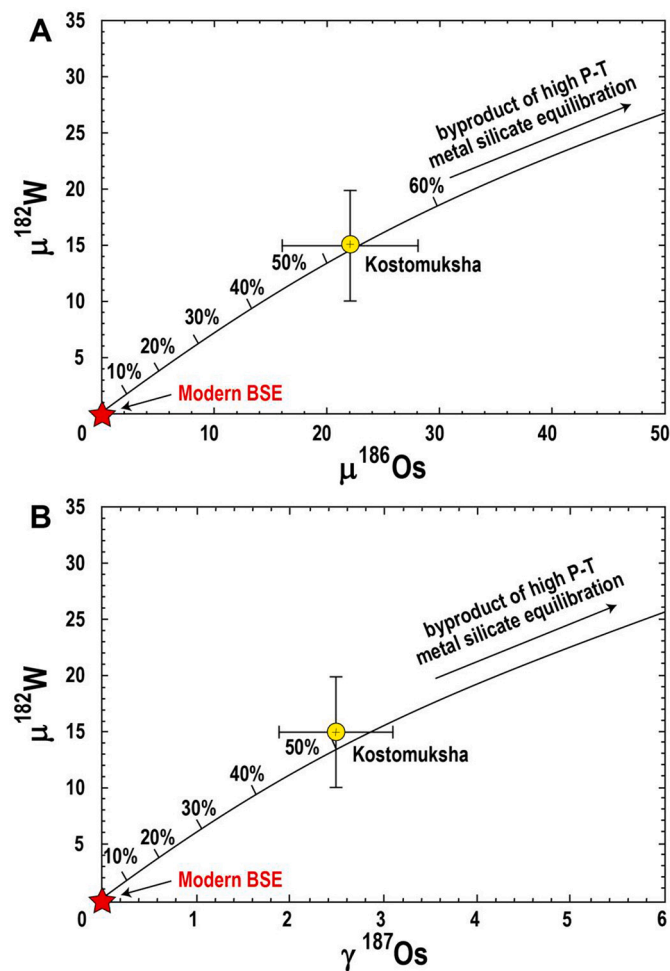 A
35
30
25
20
15
10
5
0
10
20
30
40
50
μ182W
μ186Os
byproduct of high P-T
metal silicate equilibration
60%
50%
40%
30%
20%
10%
Kostomuksha
Modern BSE
B
35
30
25
20
15
10
5
0
1
2
3
4
5
6
μ182W
γ 187Os
byproduct of high P-T
metal silicate equilibration
50%
40%
30%
20%
10%
Kostomuksha
Modern BSE